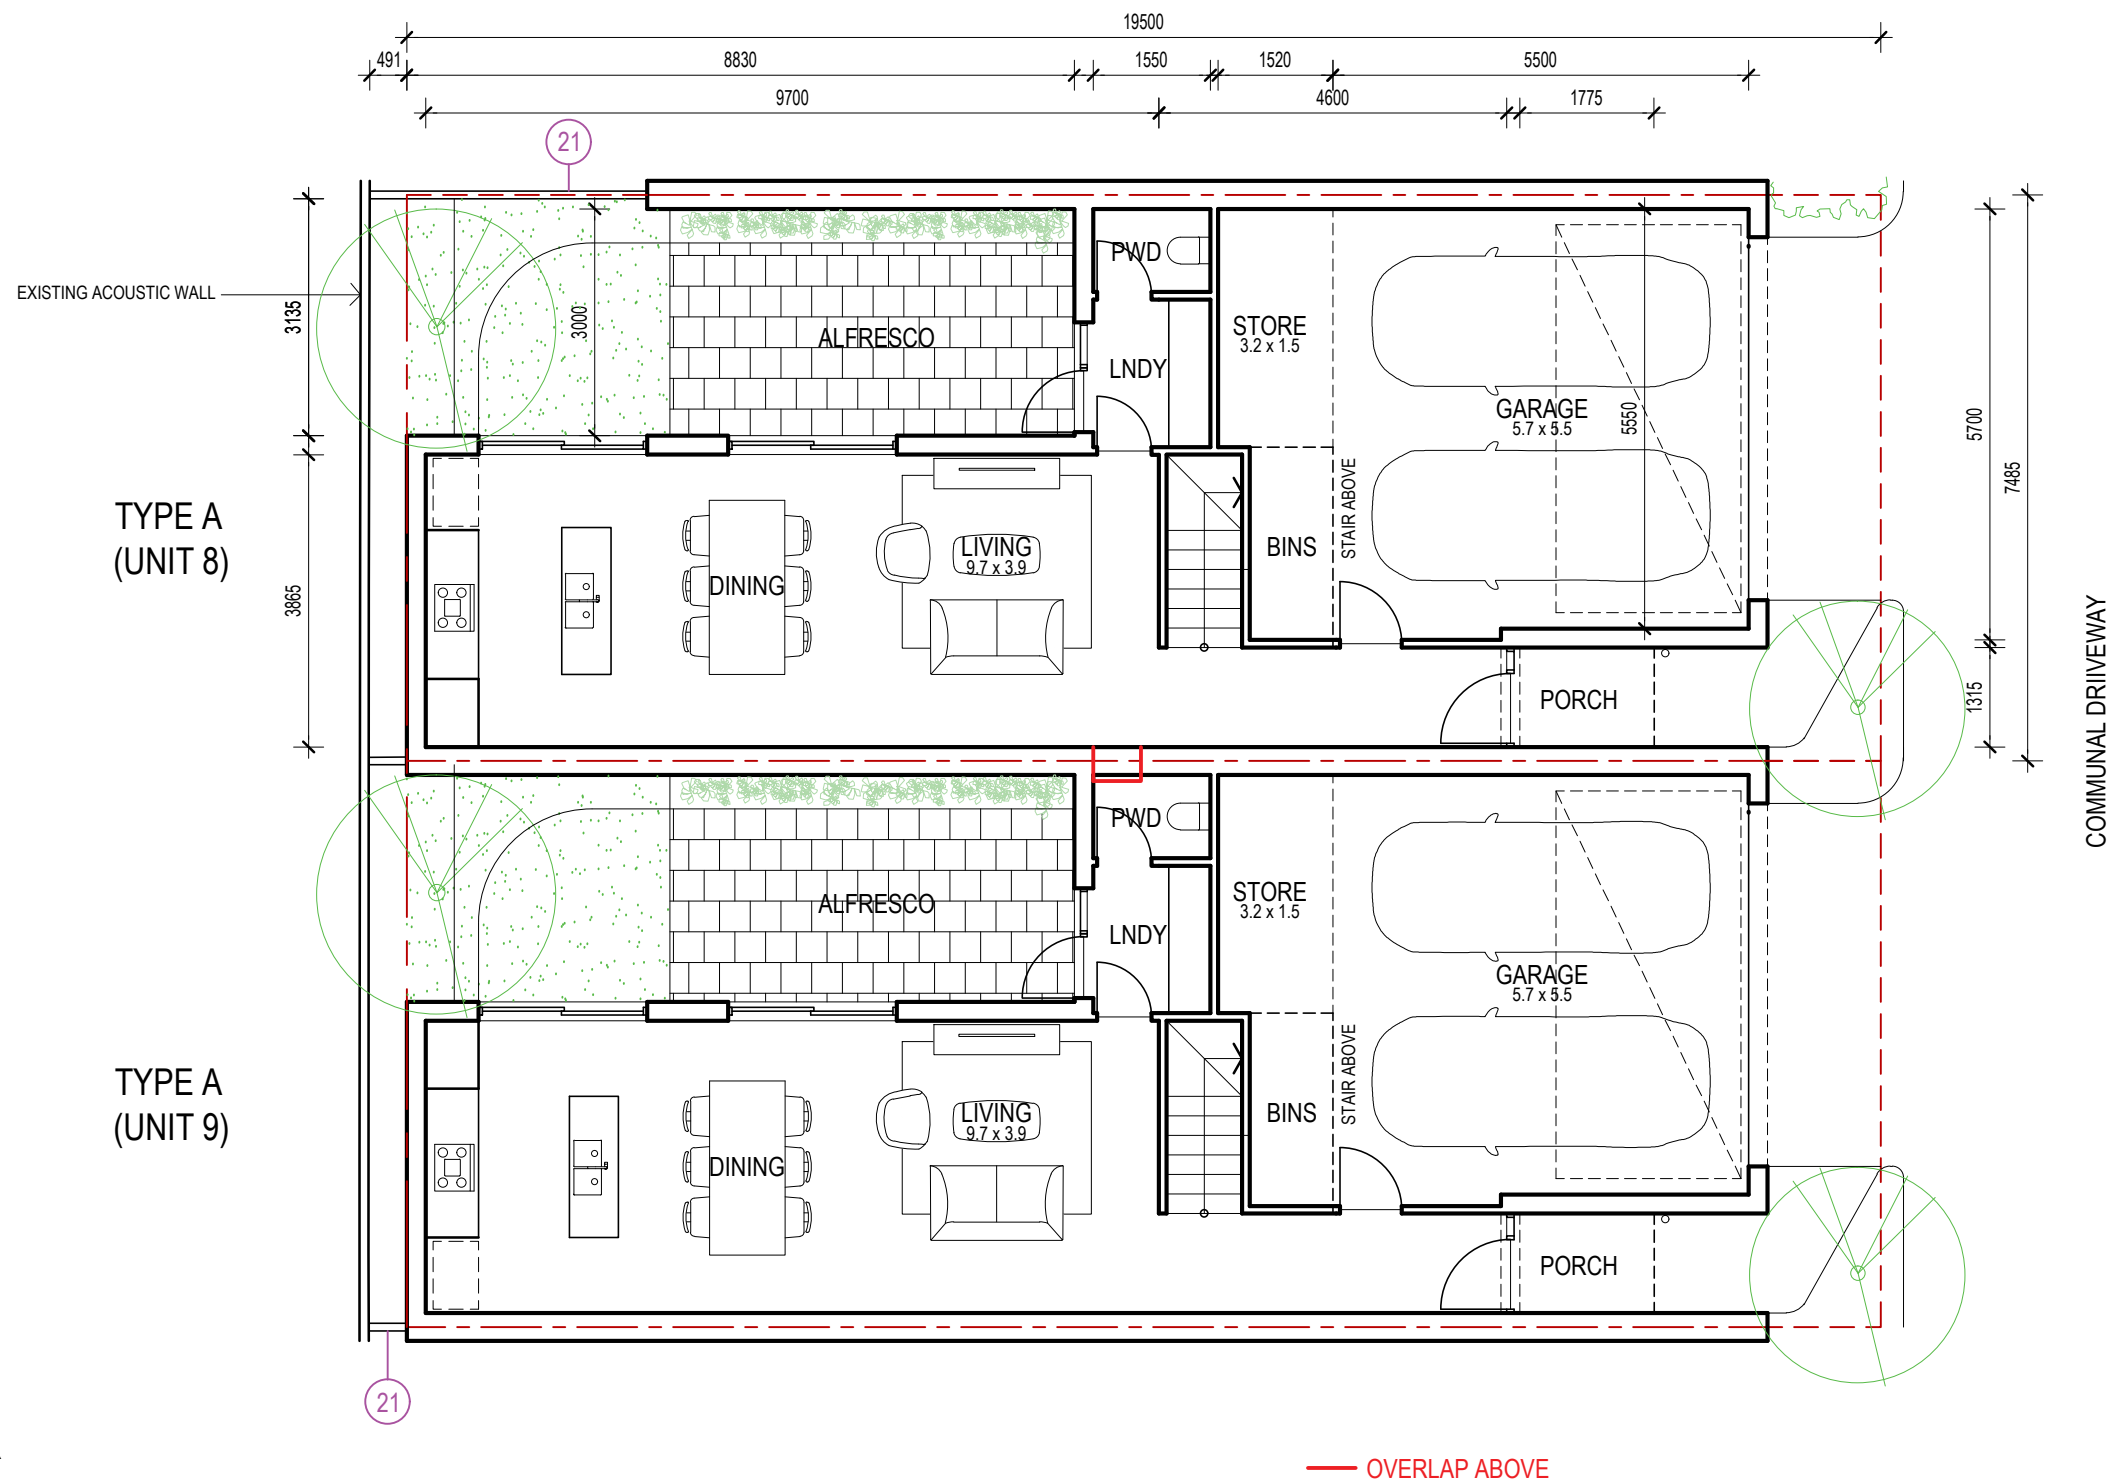 19500
491
8830
1550
1520
5500
9700
4600
1775
21
EXISTING ACOUSTIC WALL
3135
3000
ALFRESCO
PWD
LNDY
STORE
3.2 x 1.5
GARAGE
5.7 x 5.5
5550
5700
7485
TYPE A
(UNIT 8)
3865
DINING
LIVING
9.7 x 3.9
BINS
STAIR ABOVE
PORCH
1315
COMMUNAL DRIIVEWAY
ALFRESCO
PWD
LNDY
STORE
3.2 x 1.5
GARAGE
5.7 x 5.5
TYPE A
(UNIT 9)
DINING
LIVING
9.7 x 3.9
BINS
STAIR ABOVE
PORCH
21
OVERLAP ABOVE